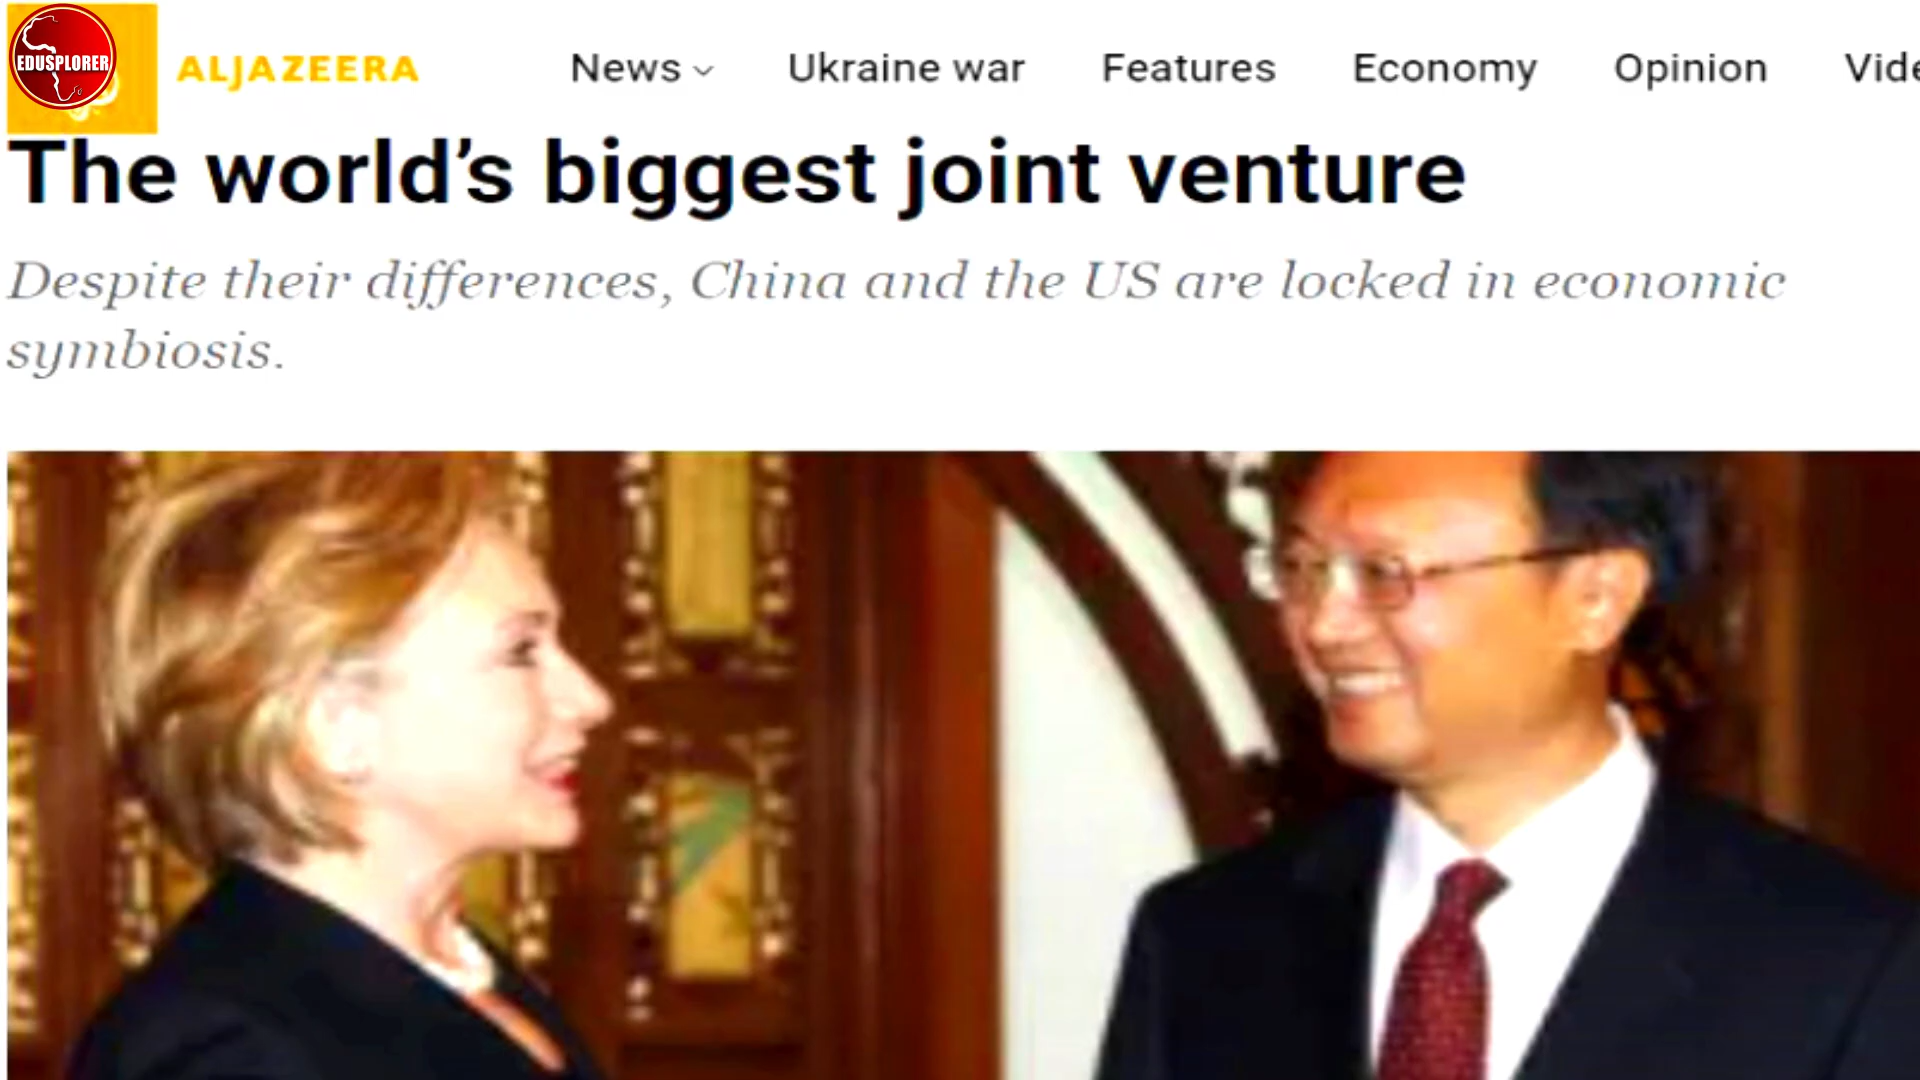 EDUSPLORER
ALJAZEERA
News
Ukraine war
Features
Economy
Opinion
Vide
The world's biggest joint venture
Despite their differences, China and the US are locked in economic
symbiosis.